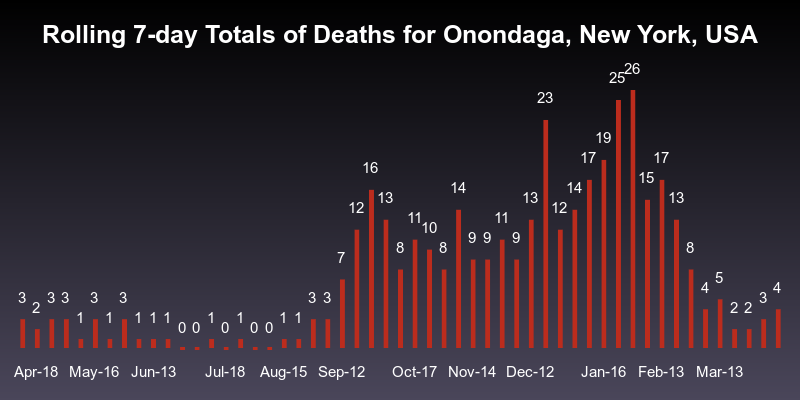 Rolling 7-day Totals of Deaths for Onondaga, New York, USA
3 2 3 3 1 3 1 3 1 1 1 0 0 1 0 1 0 0 1 1 3 3 7 12 16 13 8 11 10 8 14 9 9 11 9 13 23 12 14 17 19 25 26 15 17 13 8 4 5 2 2 3 4
Apr-18 May-16 Jun-13 Jul-18 Aug-15 Sep-12 Oct-17 Nov-14 Dec-12 Jan-16 Feb-13 Mar-13